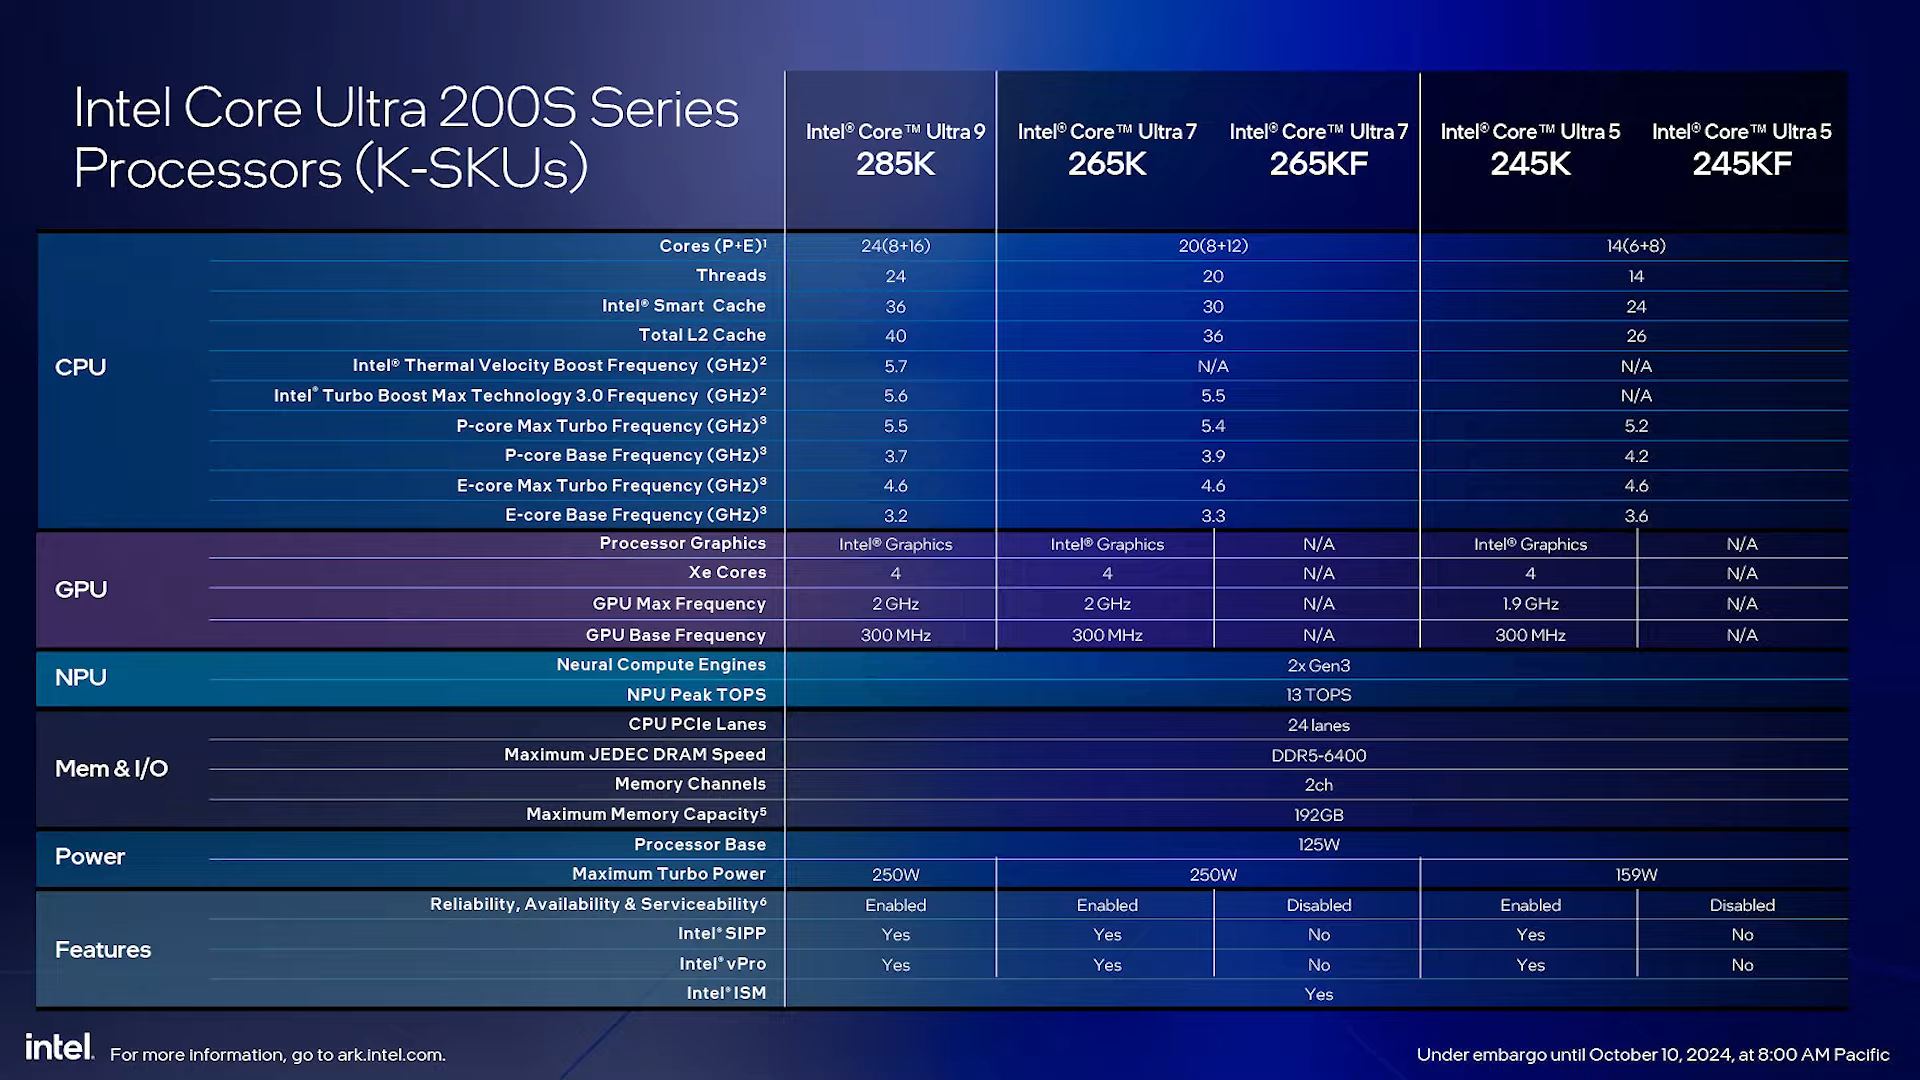 Intel Core Ultra 200S Series
Processors (K-SKUs)
Intel® Core™ Ultra 9 Intel® Core™ Ultra 7 Intel® Core™ Ultra 7 Intel® Core™ Ultra 5 Intel® Core™ Ultra 5
285K 265K 265KF 245K 245KF
CPU
Cores (P+E)¹ 24(8+16) 20(8+12) 14(6+8)
Threads 24 20 14
Intel® Smart Cache 36 30 24
Total L2 Cache 40 36 26
Intel® Thermal Velocity Boost Frequency (GHz)² 5.7 N/A N/A
Intel® Turbo Boost Max Technology 3.0 Frequency (GHz)² 5.6 5.5 N/A
P-core Max Turbo Frequency (GHz)³ 5.5 5.4 5.2
P-core Base Frequency (GHz)³ 3.7 3.9 4.2
E-core Max Turbo Frequency (GHz)³ 4.6 4.6 4.6
E-core Base Frequency (GHz)³ 3.2 3.3 3.6
GPU
Processor Graphics Intel® Graphics Intel® Graphics N/A Intel® Graphics N/A
Xe Cores 4 4 N/A 4 N/A
GPU Max Frequency 2 GHz 2 GHz N/A 1.9 GHz N/A
GPU Base Frequency 300 MHz 300 MHz N/A 300 MHz N/A
NPU
Neural Compute Engines 2x Gen3
NPU Peak TOPS 13 TOPS
Mem & I/O
CPU PCIe Lanes 24 lanes
Maximum JEDEC DRAM Speed DDR5-6400
Memory Channels 2ch
Maximum Memory Capacity⁵ 192GB
Power
Processor Base 125W
Maximum Turbo Power 250W 250W 159W
Features
Reliability, Availability & Serviceability⁶ Enabled Enabled Disabled Enabled Disabled
Intel® SIPP Yes Yes No Yes No
Intel® vPro Yes Yes No Yes No
Intel® ISM Yes
intel. For more information, go to ark.intel.com. Under embargo until October 10, 2024, at 8:00 AM Pacific